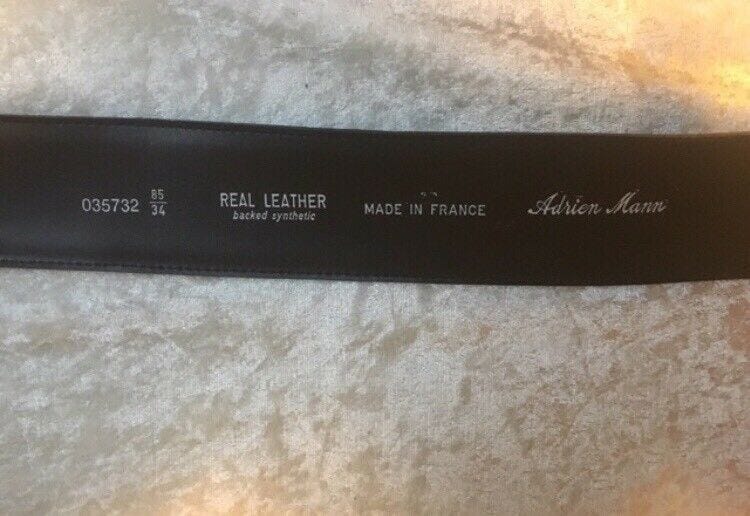 035732 85/34
REAL LEATHER
backed synthetic
MADE IN FRANCE
Adrien Mann